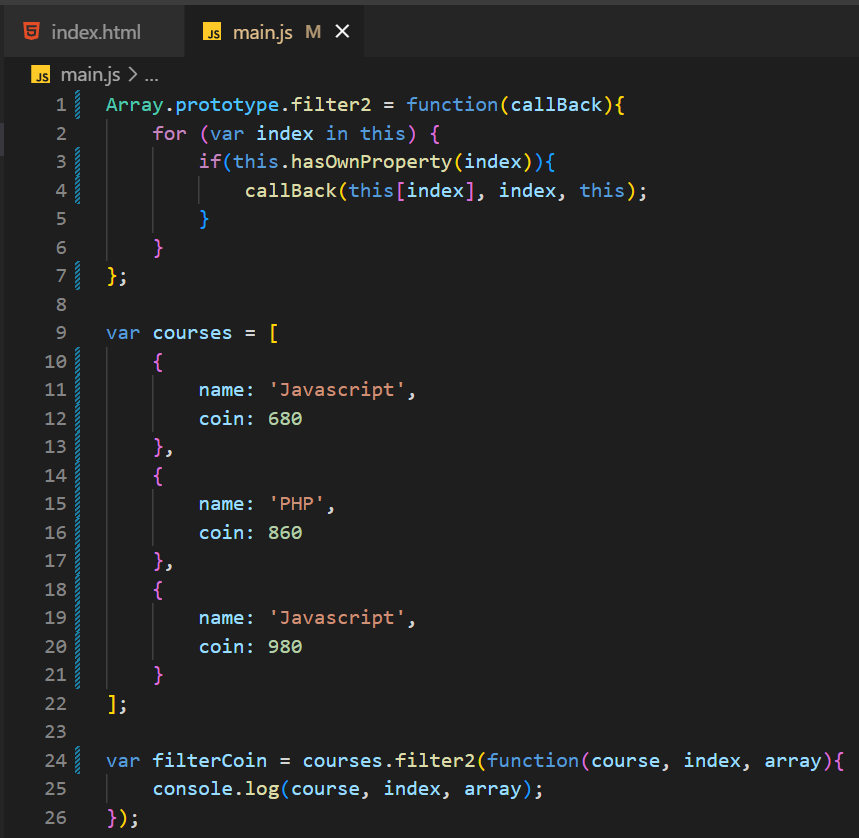 index.html
JS main.js M
JS main.js > ...
1 Array.prototype.filter2 = function(callBack){
2 for (var index in this) {
3 if(this.hasOwnProperty(index)){
4 callBack(this[index], index, this);
5 }
6 }
7 };
8
9 var courses = [
10 {
11 name: 'Javascript',
12 coin: 680
13 },
14 {
15 name: 'PHP',
16 coin: 860
17 },
18 {
19 name: 'Javascript',
20 coin: 980
21 }
22 ];
23
24 var filterCoin = courses.filter2(function(course, index, array){
25 console.log(course, index, array);
26 });